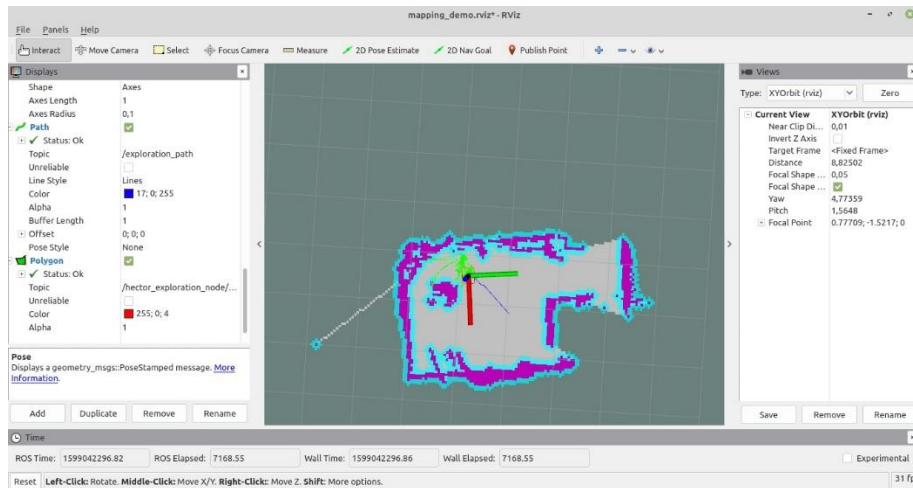 mapping_demo.rviz* - RViz
File Panels Help
Interact Move Camera Select Focus Camera Measure 2D Pose Estimate 2D Nav Goal Publish Point
Displays
Shape Axes
Axes Length 1
Axes Radius 0,1
Path
Status: Ok
Topic /exploration_path
Unreliable
Line Style Lines
Color 17; 0; 255
Alpha 1
Buffer Length 1
Offset 0; 0; 0
Pose Style None
Polygon
Status: Ok
Topic /hector_exploration_node/...
Unreliable
Color 255; 0; 4
Alpha 1
Pose
Displays a geometry_msgs::PoseStamped message. More
Information.
Add Duplicate Remove Rename
Views
Type: XYOrbit (rviz) Zero
Current View XYOrbit (rviz)
Near Clip Di... 0,01
Invert Z Axis
Target Frame <Fixed Frame>
Distance 8,82502
Focal Shape ... 0,05
Focal Shape ...
Yaw 4,77359
Pitch 1,5648
Focal Point 0.77709; -1.5217; 0
Save Remove Rename
Time
ROS Time: 1599042296.82 ROS Elapsed: 7168.55 Wall Time: 1599042296.86 Wall Elapsed: 7168.55 Experimental
Reset Left-Click: Rotate. Middle-Click: Move X/Y. Right-Click: Move Z. Shift: More options. 31 fp